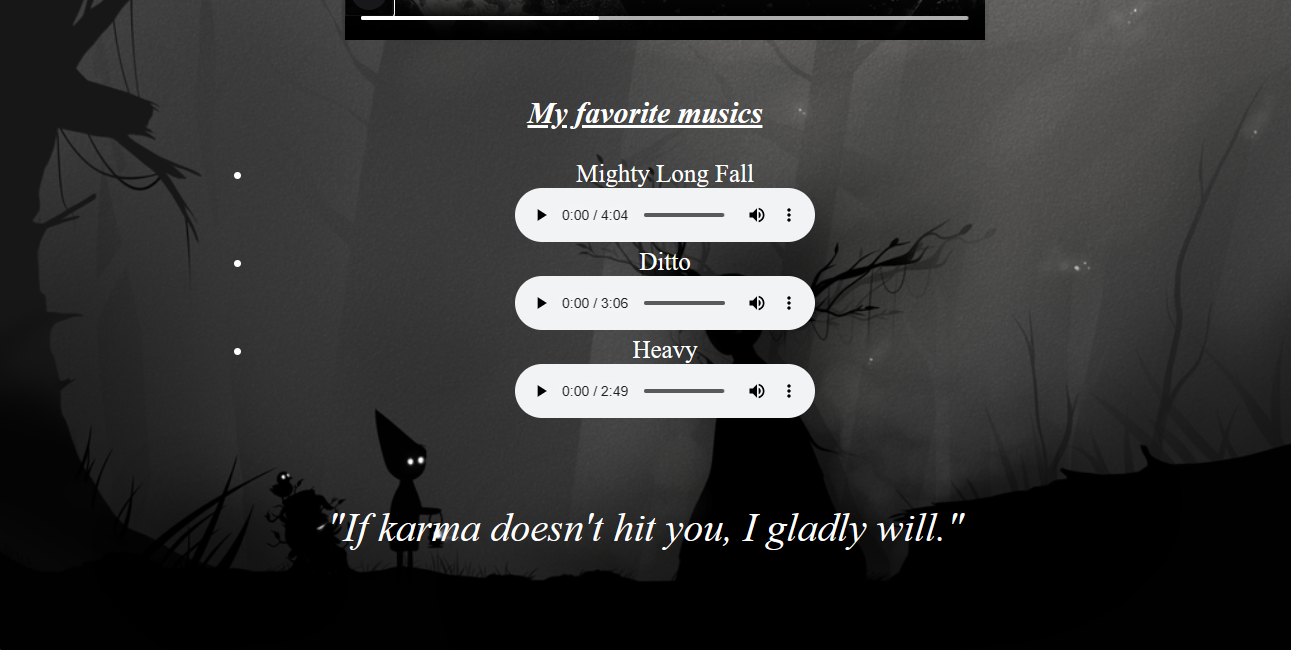 My favorite musics
Mighty Long Fall
0:00 / 4:04
Ditto
0:00 / 3:06
Heavy
0:00 / 2:49
"If karma doesn't hit you, I gladly will."